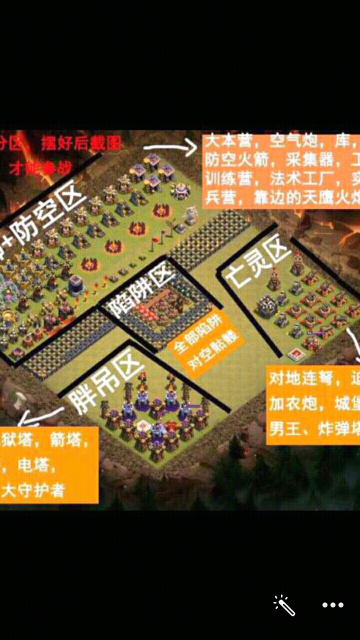 分区，摆好后截图，
才能参战
大本营，空气炮，库，
防空火箭，采集器，工
训练营，法术工厂，实
兵营，靠边的天鹰火炮
+防空区
陷阱区
亡灵区
全部陷阱
对空骷髅
胖吊区
对地连弩，迫
加农炮，城堡
男王、炸弹塔
狱塔，箭塔，
，电塔，
大守护者